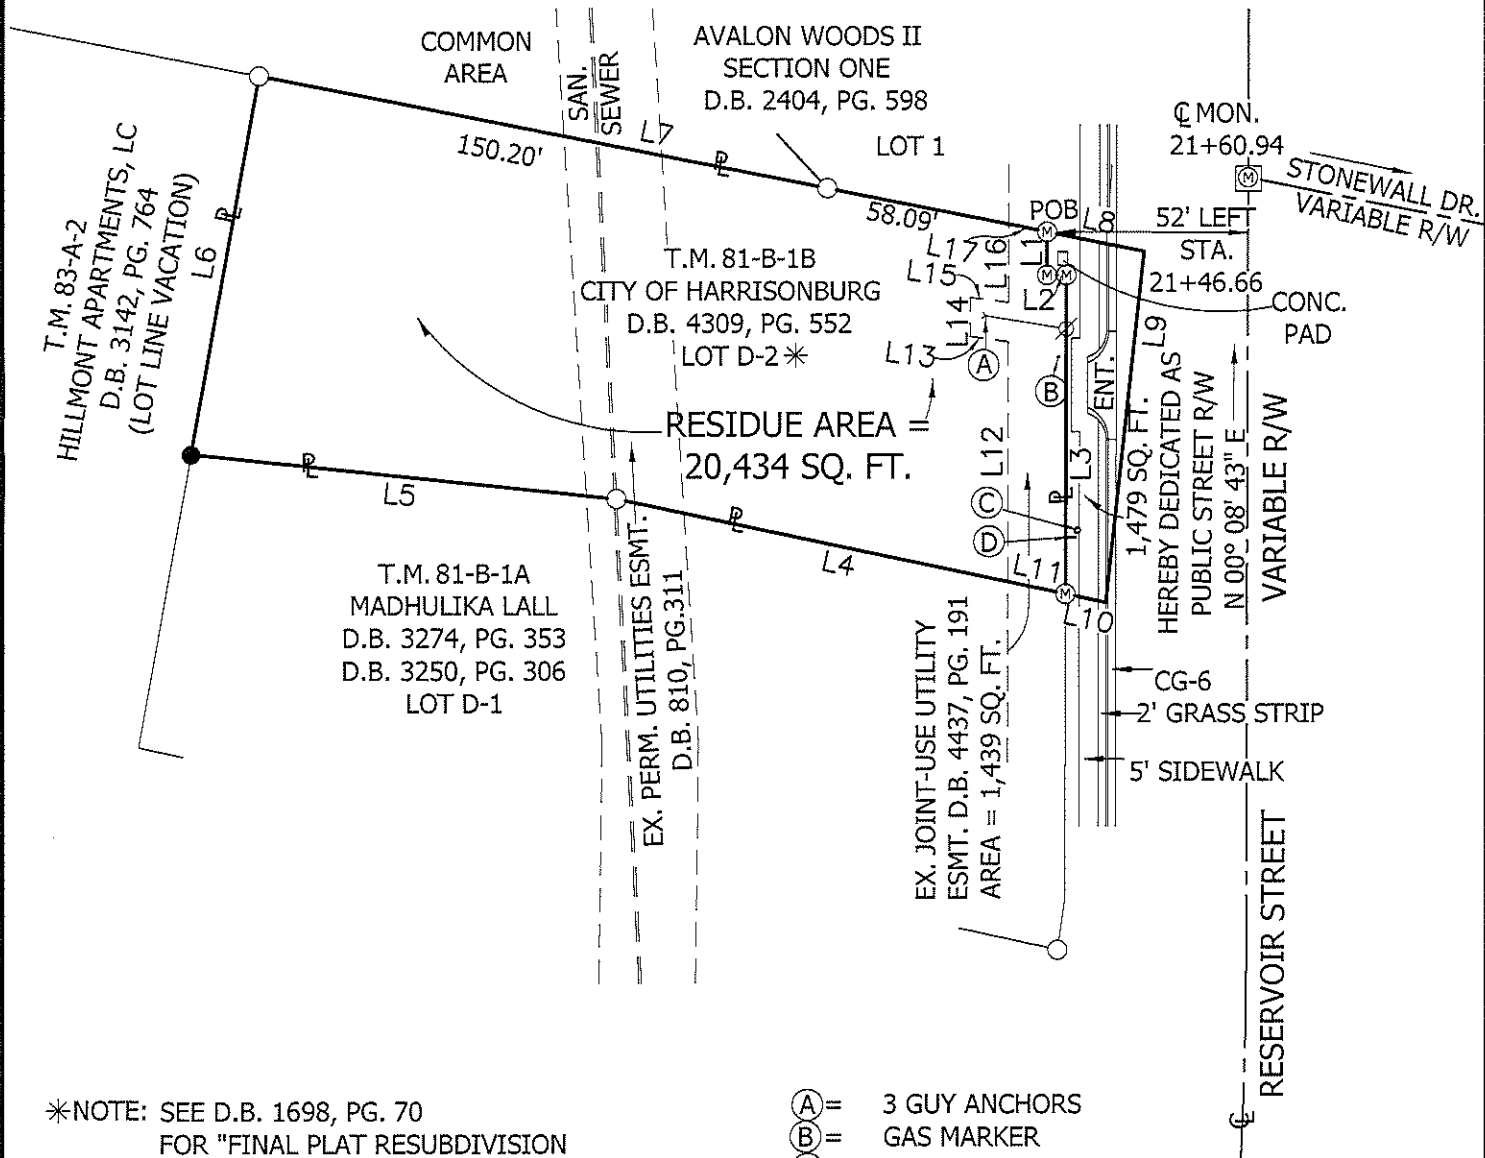 COMMON
AREA
SAN.
SEWER
AVALON WOODS II
SECTION ONE
D.B. 2404, PG. 598
LOT 1
℄ MON.
21+60.94
STONEWALL DR.
VARIABLE R/W
150.20'
L7
℄
58.09'
POB
L8
52' LEFT
STA.
21+46.66
CONC.
PAD
T.M. 83-A-2
HILLMONT APARTMENTS, LC
D.B. 3142, PG. 764
(LOT LINE VACATION)
L6
T.M. 81-B-1B
CITY OF HARRISONBURG
D.B. 4309, PG. 552
LOT D-2*
L17
L16
L15
L14
L13
L1
M
M
M
M
L2
A
B
ENT.
L9
RESIDUE AREA =
20,434 SQ. FT.
L12
L3
C
D
L11
M
L10
1,479 SQ. FT.
HEREBY DEDICATED AS
PUBLIC STREET R/W
N 00° 08' 43" E
VARIABLE R/W
L5
L4
T.M. 81-B-1A
MADHULIKA LALL
D.B. 3274, PG. 353
D.B. 3250, PG. 306
LOT D-1
EX. PERM. UTILITIES ESMT.
D.B. 810, PG.311
EX. JOINT-USE UTILITY
ESMT. D.B. 4437, PG. 191
AREA = 1,439 SQ. FT.
CG-6
2' GRASS STRIP
5' SIDEWALK
RESERVOIR STREET
℄
*NOTE: SEE D.B. 1698, PG. 70
FOR "FINAL PLAT RESUBDIVISION
A = 3 GUY ANCHORS
B = GAS MARKER